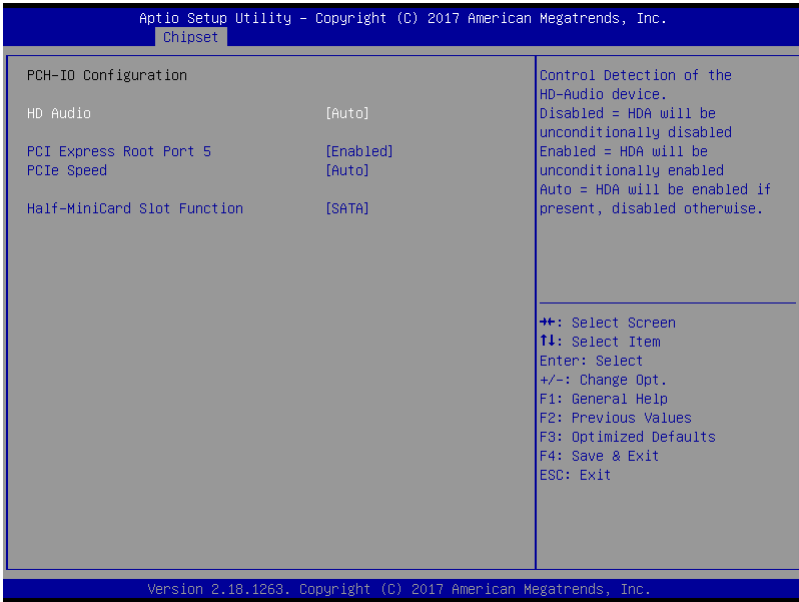 Aptio Setup Utility – Copyright (C) 2017 American Megatrends, Inc.
Chipset
PCH-IO Configuration
HD Audio [Auto]
PCI Express Root Port 5 [Enabled]
PCIe Speed [Auto]
Half-MiniCard Slot Function [SATA]
Control Detection of the
HD-Audio device.
Disabled = HDA will be
unconditionally disabled
Enabled = HDA will be
unconditionally enabled
Auto = HDA will be enabled if
present, disabled otherwise.
→←: Select Screen
↑↓: Select Item
Enter: Select
+/-: Change Opt.
F1: General Help
F2: Previous Values
F3: Optimized Defaults
F4: Save & Exit
ESC: Exit
Version 2.18.1263. Copyright (C) 2017 American Megatrends, Inc.